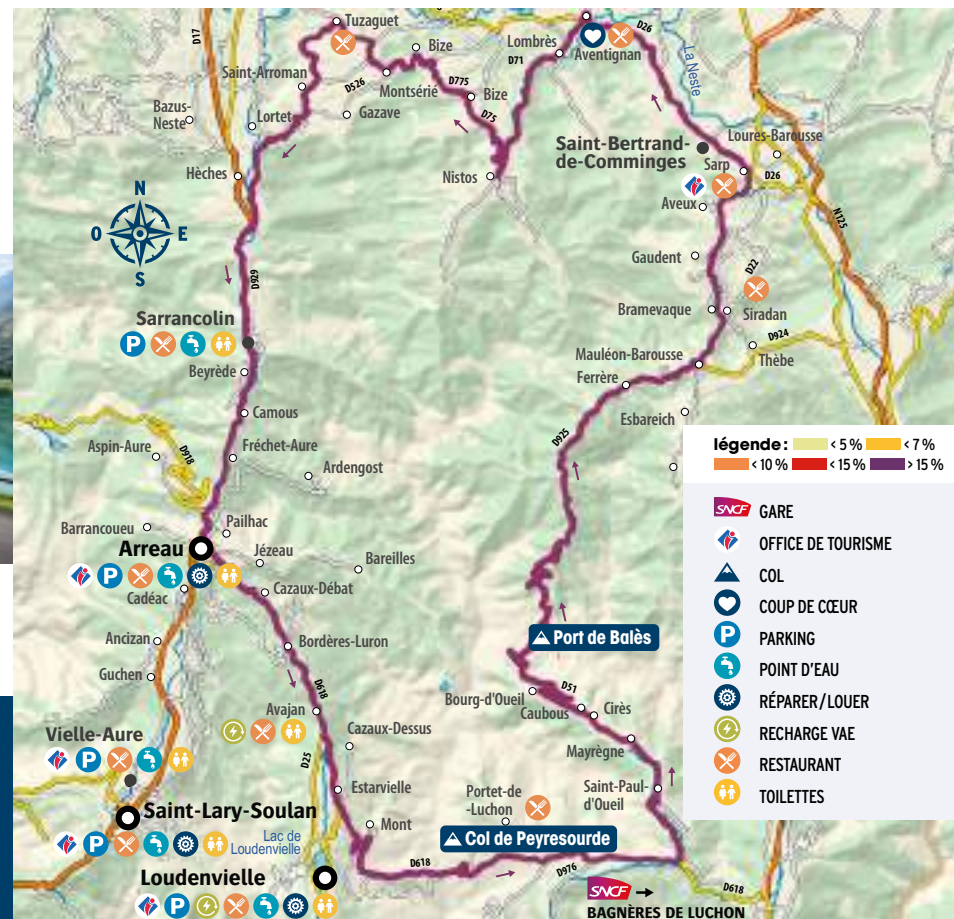 Tuzaguet
D17
D26
Bize
Lombrès
D71
Aventignan
La Neste
Saint-Arroman
D526
Montsérié
D775
Bize
D75
Gazave
Bazus-
Neste
Lortet
Saint-Bertrand-
de-Comminges
Loures-Barousse
Sarp
D26
Hèches
Nistos
Aveux
N125
N
O
E
S
D929
Gaudent
D22
Sarrancolin
P
Bramevaque
Siradan
D924
Beyrède
Mauléon-Barousse
Thèbe
Ferrère
Camous
Esbareich
D925
légende : < 5 % < 7 %
< 10 % < 15 % > 15 %
Aspin-Aure
D918
Fréchet-Aure
Ardengost
SNCF GARE
OFFICE DE TOURISME
COL
COUP DE CŒUR
P PARKING
POINT D'EAU
RÉPARER/LOUER
RECHARGE VAE
RESTAURANT
TOILETTES
Barrancoueu
Pailhac
Arreau
Jézeau
Bareilles
P
Cadéac
Cazaux-Débat
Ancizan
Bordères-Luron
Port de Balès
Guchen
D618
Bourg-d'Oueil
D51
Caubous
Cirès
Avajan
Vielle-Aure
P
Cazaux-Dessus
Mayrègne
D25
Estarvielle
Portet-de
-Luchon
Saint-Paul-
d'Oueil
Saint-Lary-Soulan
P
Lac de
Loudenvielle
Mont
Col de Peyresourde
D618
D976
Loudenvielle
P
SNCF →
BAGNÈRES DE LUCHON
D618